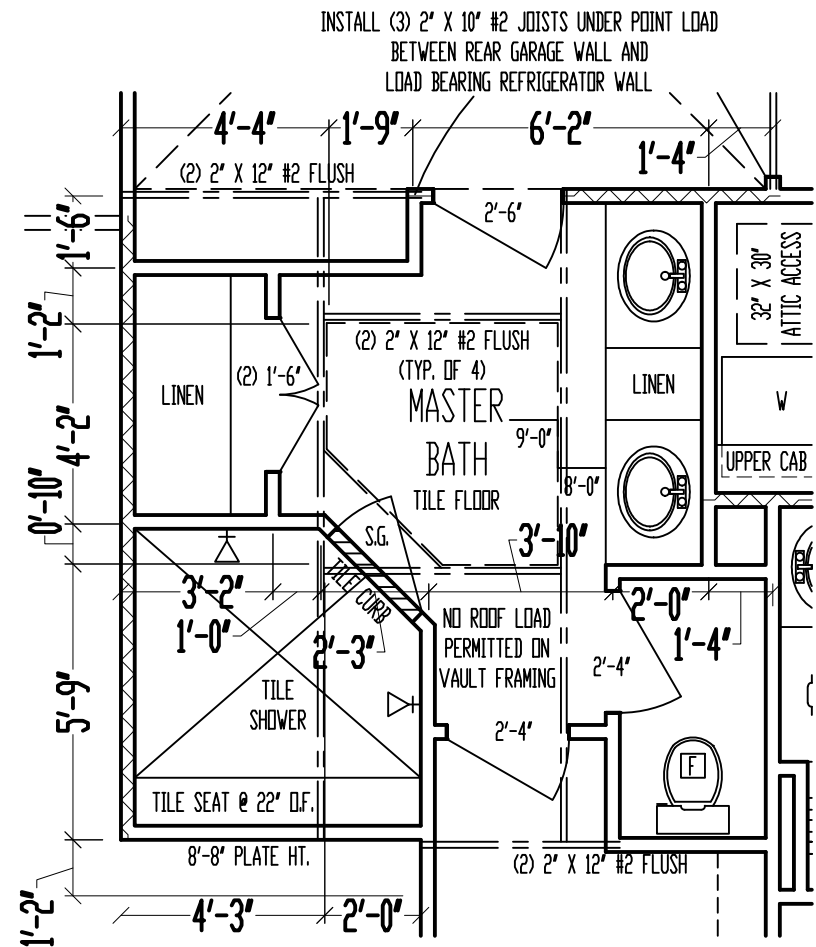 INSTALL (3) 2" X 10" #2 JOISTS UNDER POINT LOAD
BETWEEN REAR GARAGE WALL AND
LOAD BEARING REFRIGERATOR WALL
4'-4"
1'-9"
6'-2"
1'-4"
(2) 2" X 12" #2 FLUSH
1'-6"
2'-6"
32" X 30"
ATTIC ACCESS
1'-2"
(2) 2" X 12" #2 FLUSH
(TYP. OF 4)
LINEN
(2) 1'-6"
MASTER
BATH
TILE FLOOR
9'-0"
8'-0"
LINEN
W
UPPER CAB
4'-2"
0'-10"
S.G.
3'-10"
TILE CURB
3'-2"
1'-0"
2'-3"
NO ROOF LOAD
PERMITTED ON
VAULT FRAMING
2'-0"
1'-4"
2'-4"
5'-9"
TILE
SHOWER
2'-4"
F
TILE SEAT @ 22" O.F.
8'-8" PLATE HT.
(2) 2" X 12" #2 FLUSH
1'-2"
4'-3"
2'-0"